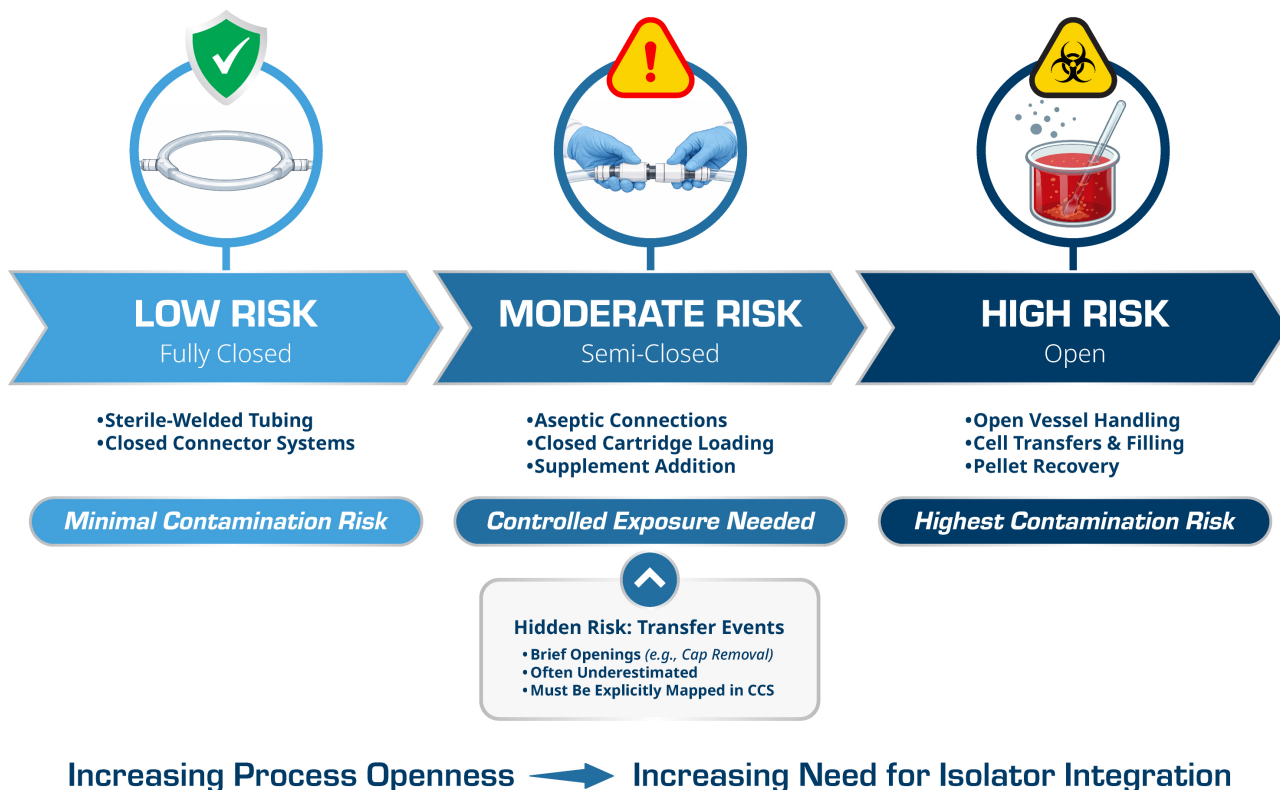 LOW RISK
Fully Closed
•Sterile-Welded Tubing
•Closed Connector Systems
Minimal Contamination Risk
MODERATE RISK
Semi-Closed
•Aseptic Connections
•Closed Cartridge Loading
•Supplement Addition
Controlled Exposure Needed
Hidden Risk: Transfer Events
• Brief Openings (e.g., Cap Removal)
• Often Underestimated
• Must Be Explicitly Mapped in CCS
HIGH RISK
Open
•Open Vessel Handling
•Cell Transfers & Filling
•Pellet Recovery
Highest Contamination Risk
Increasing Process Openness
Increasing Need for Isolator Integration